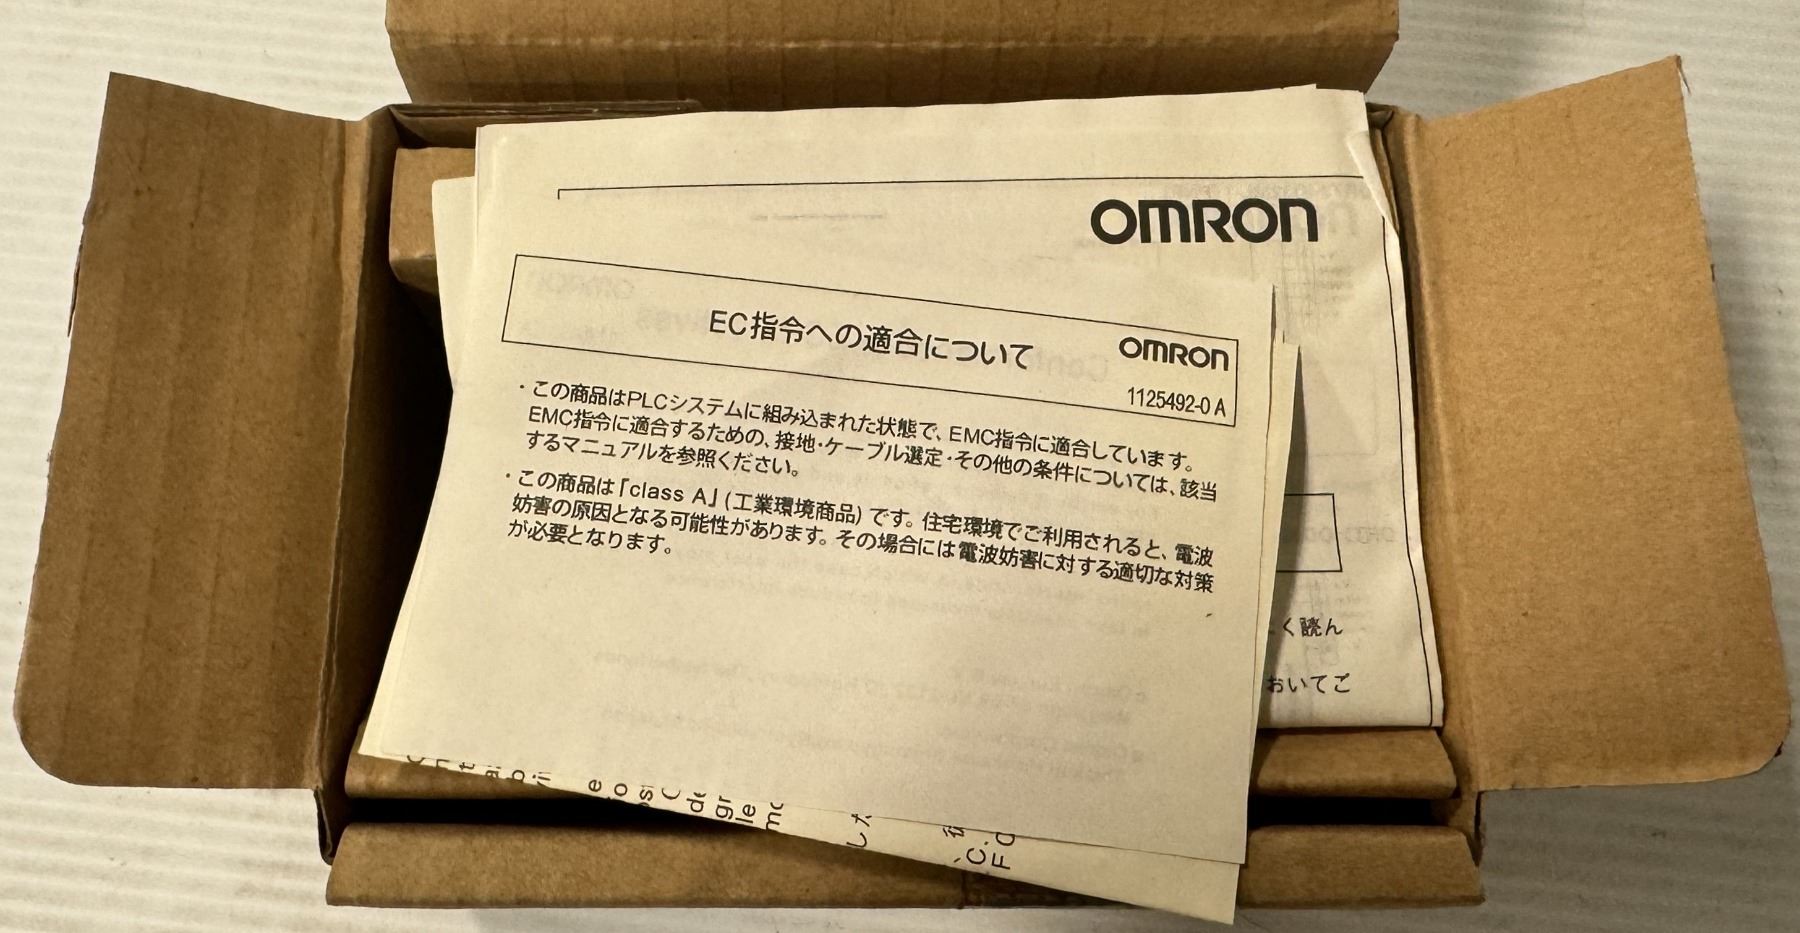 OMRON
EC指令への適合について
OMRON
1125492-0 A
・この商品はPLCシステムに組み込まれた状態で、EMC指令に適合しています。
EMC指令に適合するための、接地・ケーブル選定・その他の条件については、該当
するマニュアルを参照ください。
・この商品は「class A」(工業環境商品) です。住宅環境でご利用されると、電波
妨害の原因となる可能性があります。その場合には電波妨害に対する適切な対策
が必要となります。
く読ん
おいてご